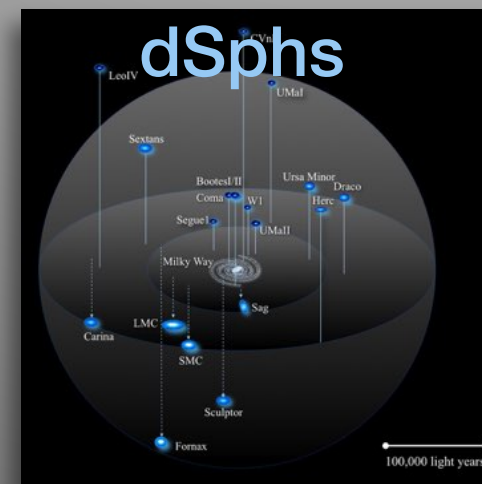 dSphs
CVn
LeoIV
UMaI
Sextans
BootesI/II
Ursa Minor
Draco
Coma
W1
Herc
Segue1
UMaII
Milky Way
Sag
LMC
Carina
SMC
Sculptor
Fornax
100,000 light years